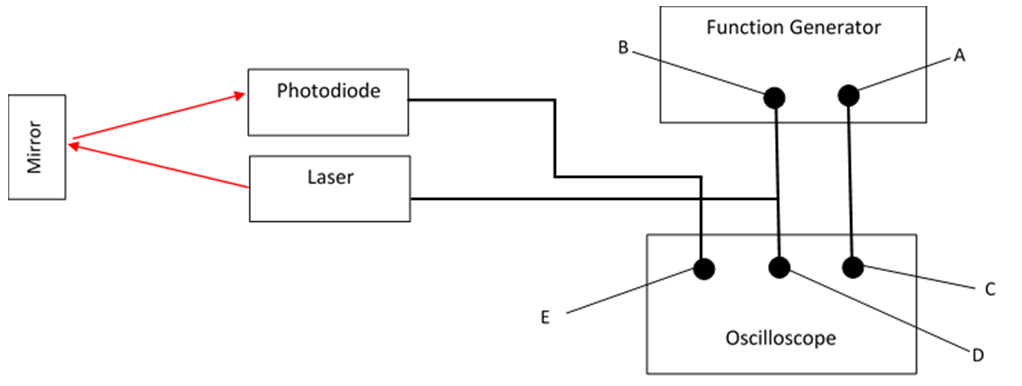 Function Generator
B
A
Photodiode
Mirror
Laser
E
C
Oscilloscope
D